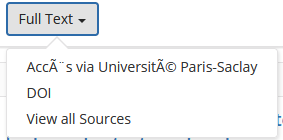 Full Text
AccÃ¨s via UniversitÃ© Paris-Saclay
DOI
View all Sources